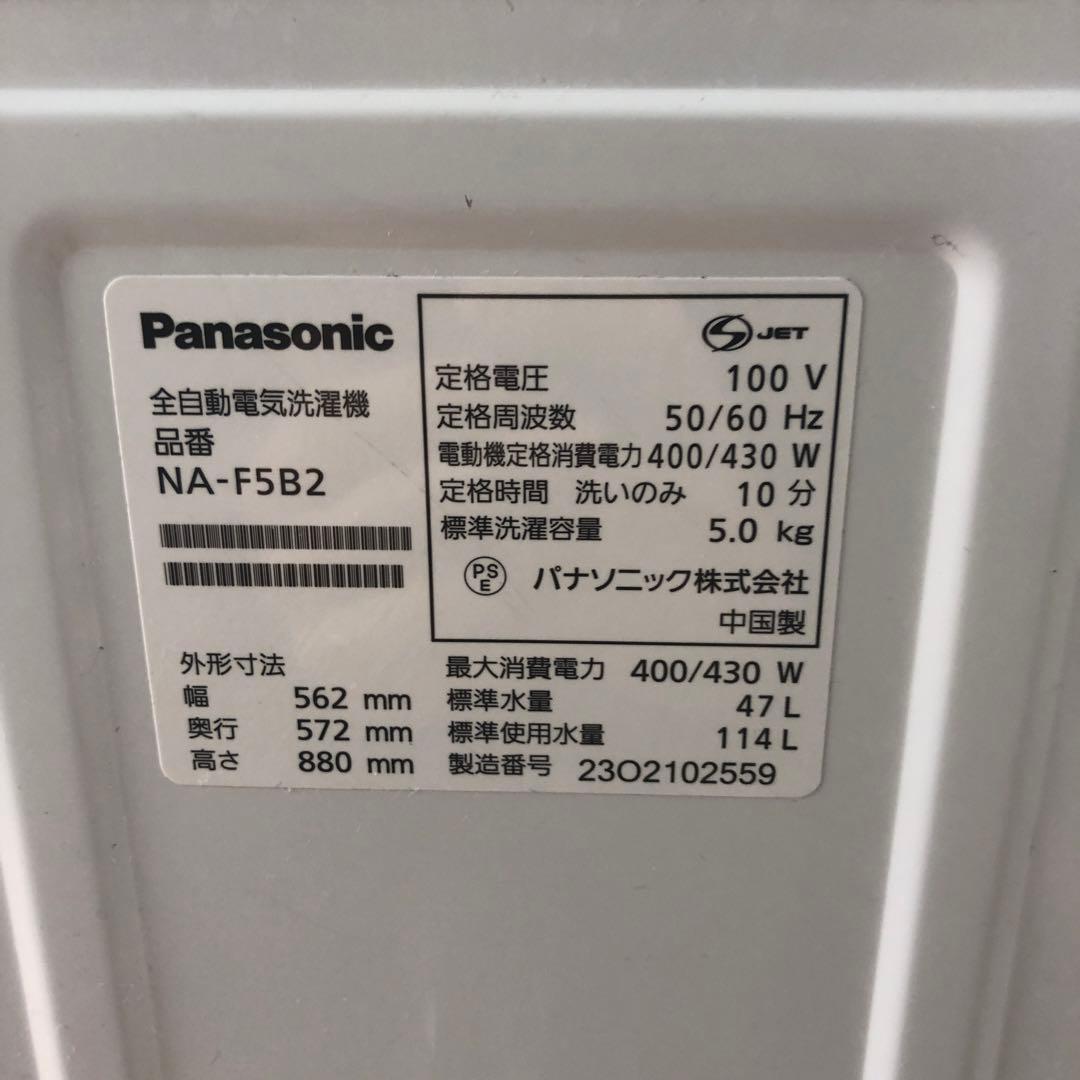 Panasonic
全自動電気洗濯機
品番
NA-F5B2
JET
定格電圧 100 V
定格周波数 50/60 Hz
電動機定格消費電力 400/430 W
定格時間 洗いのみ 10 分
標準洗濯容量 5.0 kg
PS
E
パナソニック株式会社
中国製
外形寸法
幅 562 mm
奥行 572 mm
高さ 880 mm
最大消費電力 400/430 W
標準水量 47 L
標準使用水量 114 L
製造番号 23O2102559